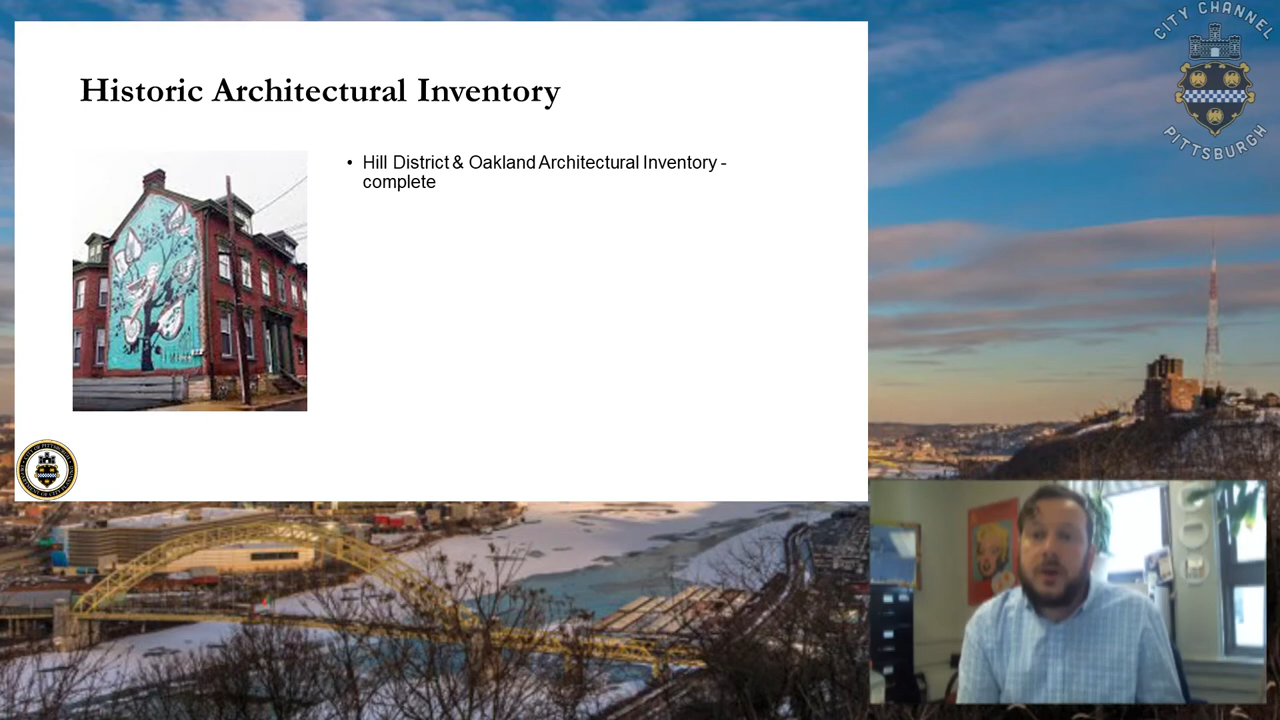 CITY CHANNEL
PITTSBURGH
Historic Architectural Inventory
• Hill District & Oakland Architectural Inventory -
complete